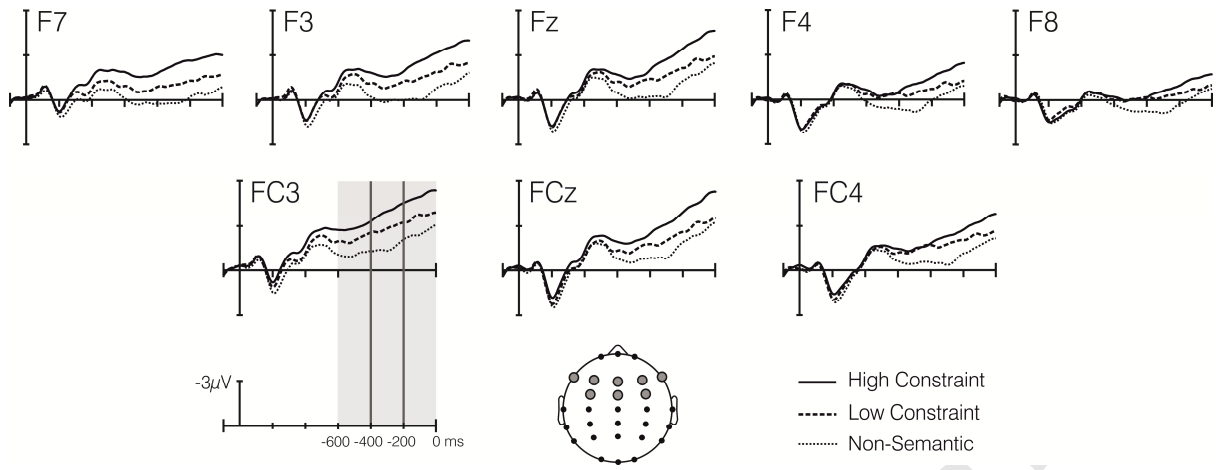 F7 F3 Fz F4 F8
FC3 FCz FC4
-3µV
-600 -400 -200 0 ms
High Constraint
Low Constraint
Non-Semantic